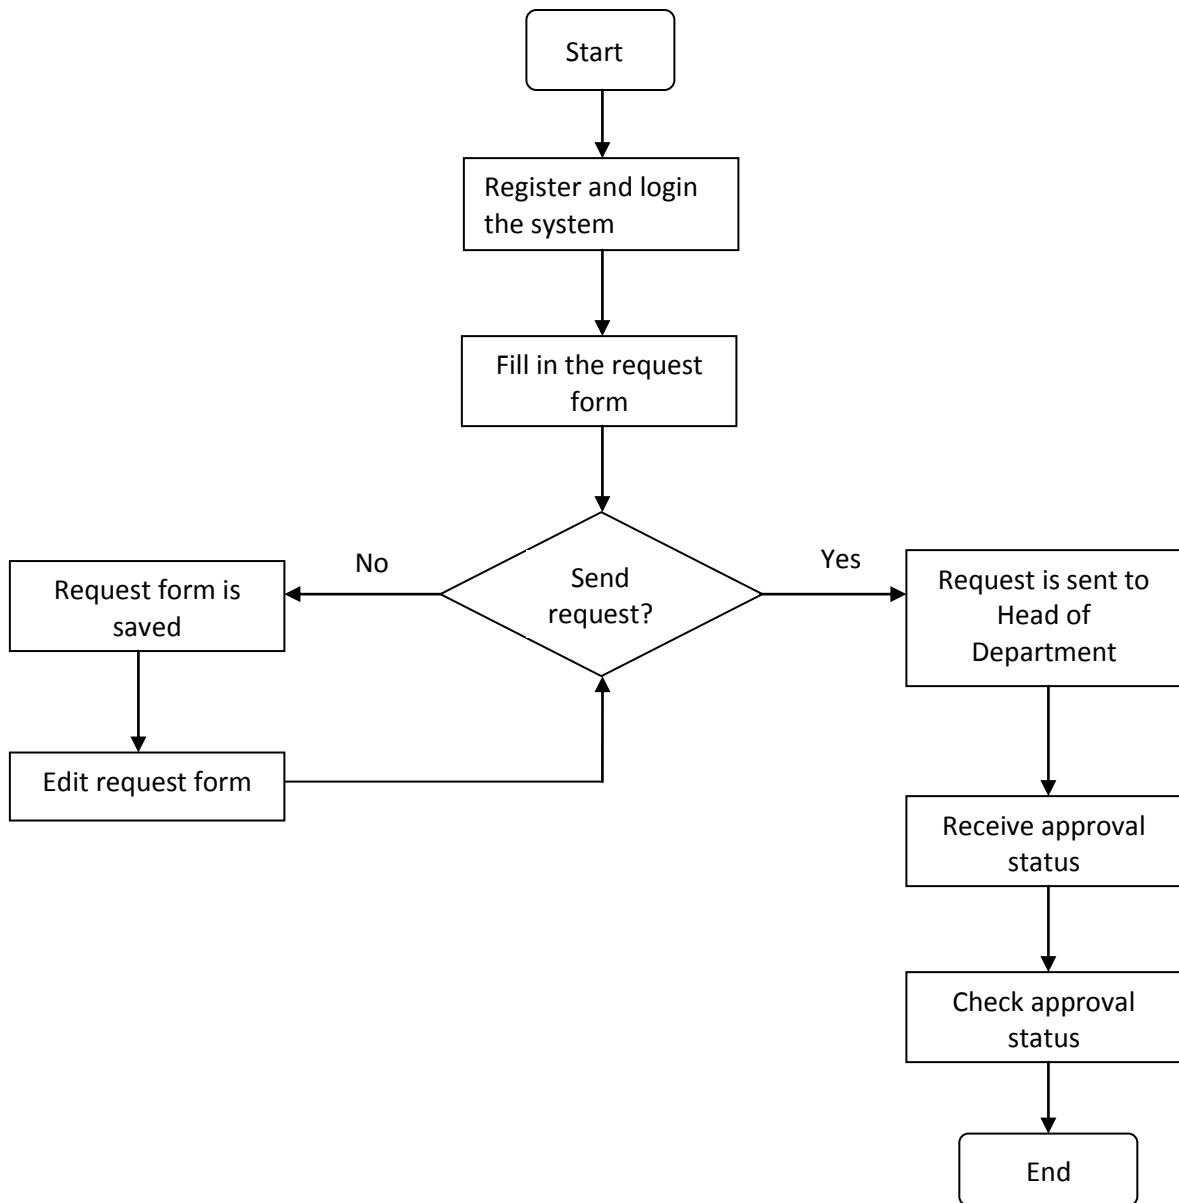 Start
Register and login
the system
Fill in the request
form
Send
request?
No
Yes
Request form is
saved
Edit request form
Request is sent to
Head of
Department
Receive approval
status
Check approval
status
End